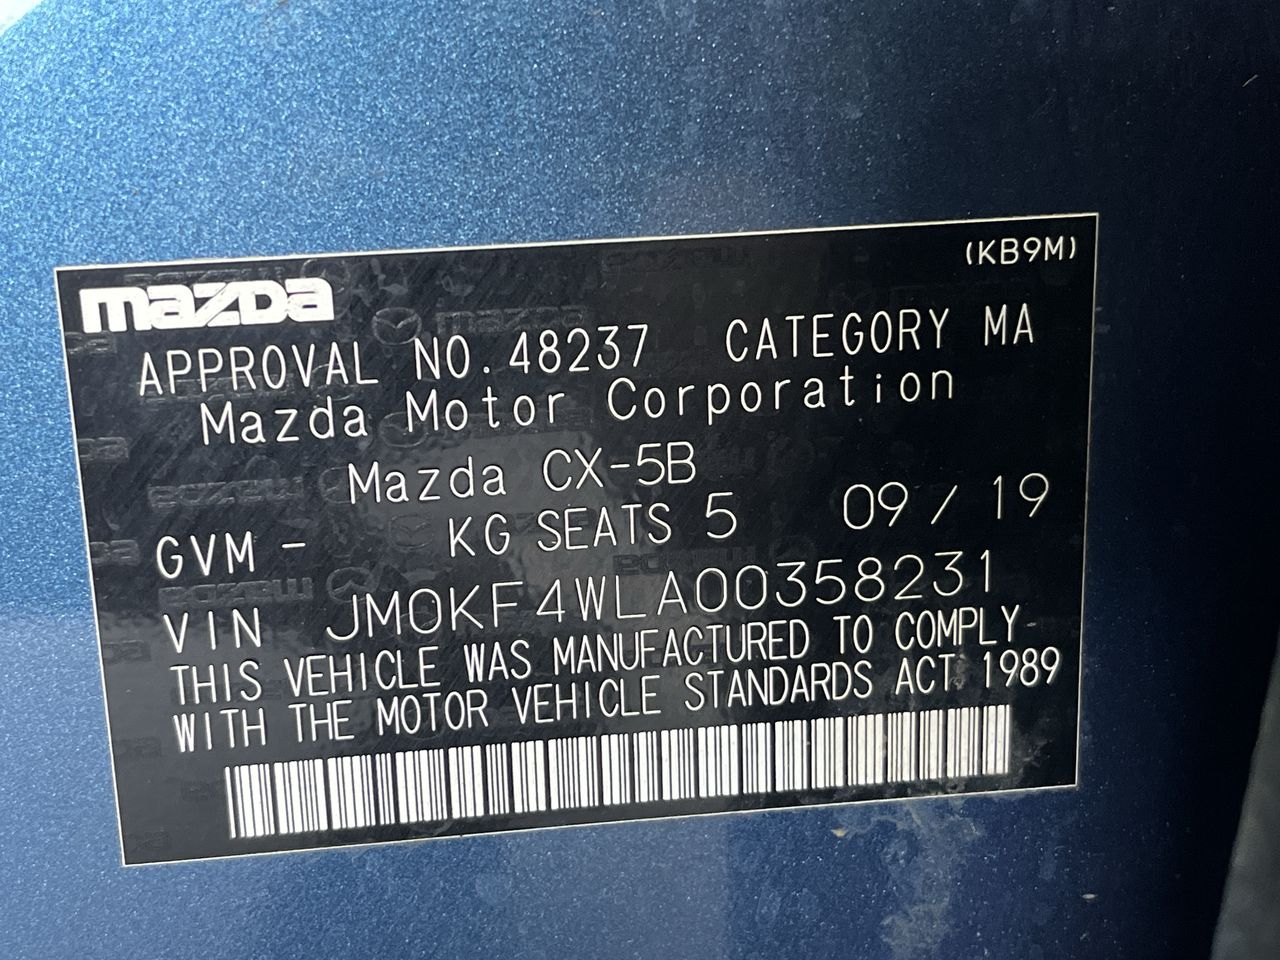 (KB9M)
mazda
APPROVAL NO. 48237 CATEGORY MA
Mazda Motor Corporation
Mazda CX-5B
GVM - KG SEATS 5 09 / 19
VIN JM0KF4WLA00358231
THIS VEHICLE WAS MANUFACTURED TO COMPLY
WITH THE MOTOR VEHICLE STANDARDS ACT 1989